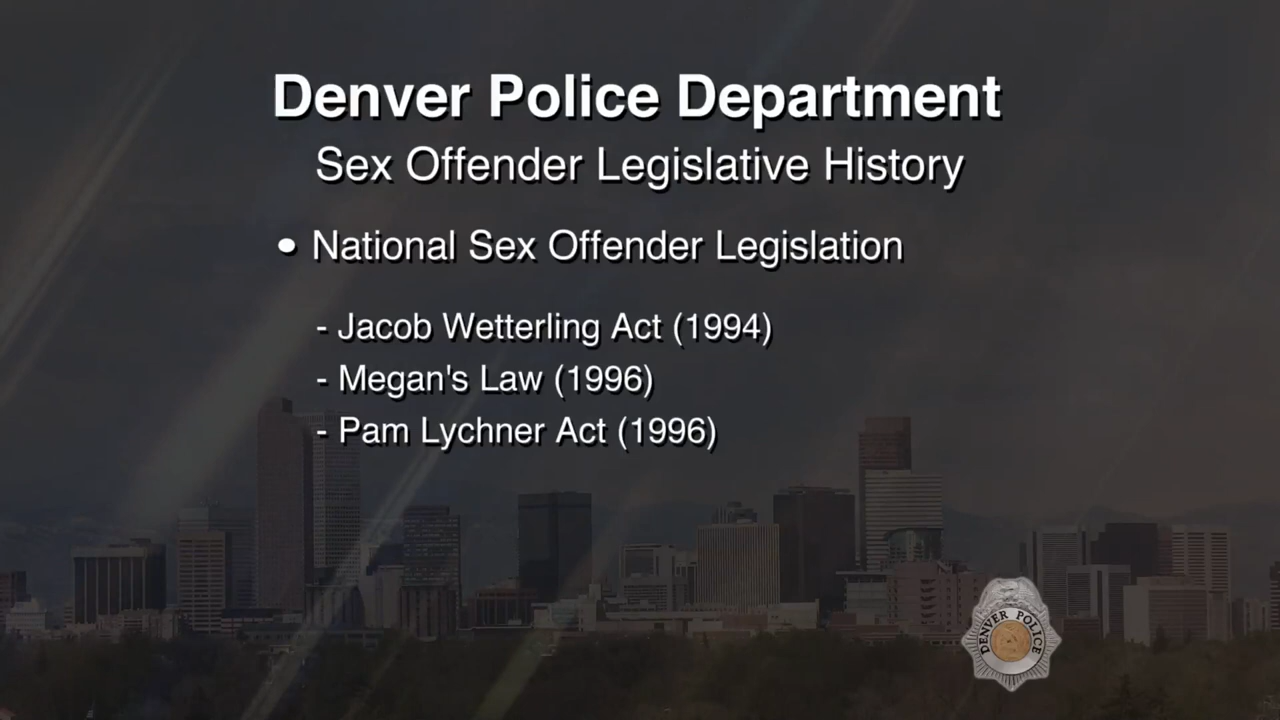 Denver Police Department
Sex Offender Legislative History
• National Sex Offender Legislation
- Jacob Wetterling Act (1994)
- Megan's Law (1996)
- Pam Lychner Act (1996)
DENVER POLICE